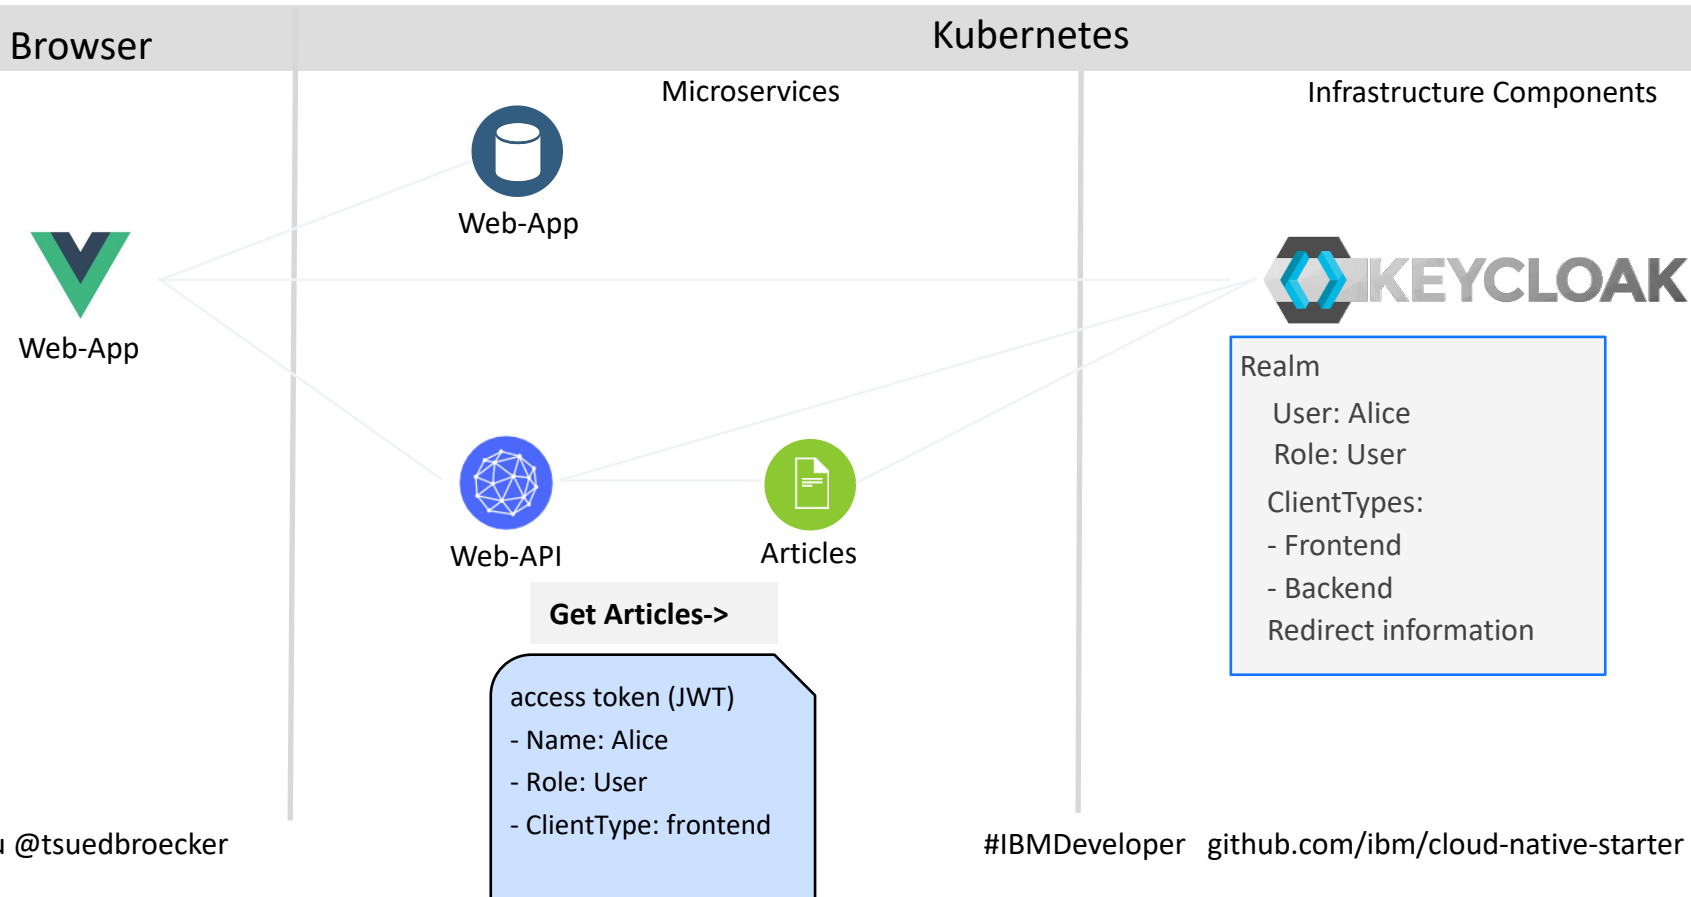 Browser
Kubernetes
Microservices
Infrastructure Components
Web-App
KEYCLOAK
Web-App
Realm
User: Alice
Role: User
ClientTypes:
- Frontend
- Backend
Redirect information
Web-API
Articles
Get Articles->
access token (JWT)
- Name: Alice
- Role: User
- ClientType: frontend
@tsuedbroecker
#IBMDeveloper github.com/ibm/cloud-native-starter